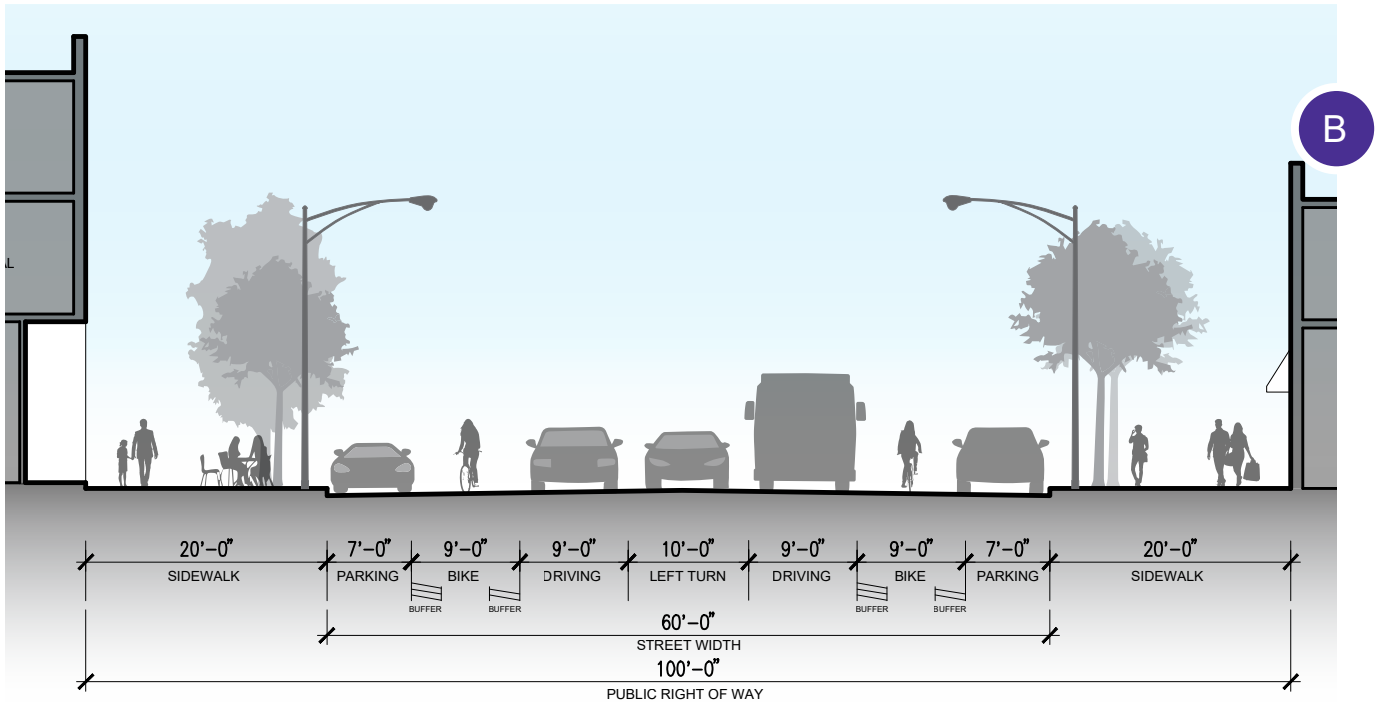 B
AL
20'-0" 7'-0" 9'-0" 9'-0" 10'-0" 9'-0" 9'-0" 7'-0" 20'-0"
SIDEWALK PARKING BIKE DRIVING LEFT TURN DRIVING BIKE PARKING SIDEWALK
BUFFER BUFFER BUFFER BUFFER
60'-0"
STREET WIDTH
100'-0"
PUBLIC RIGHT OF WAY